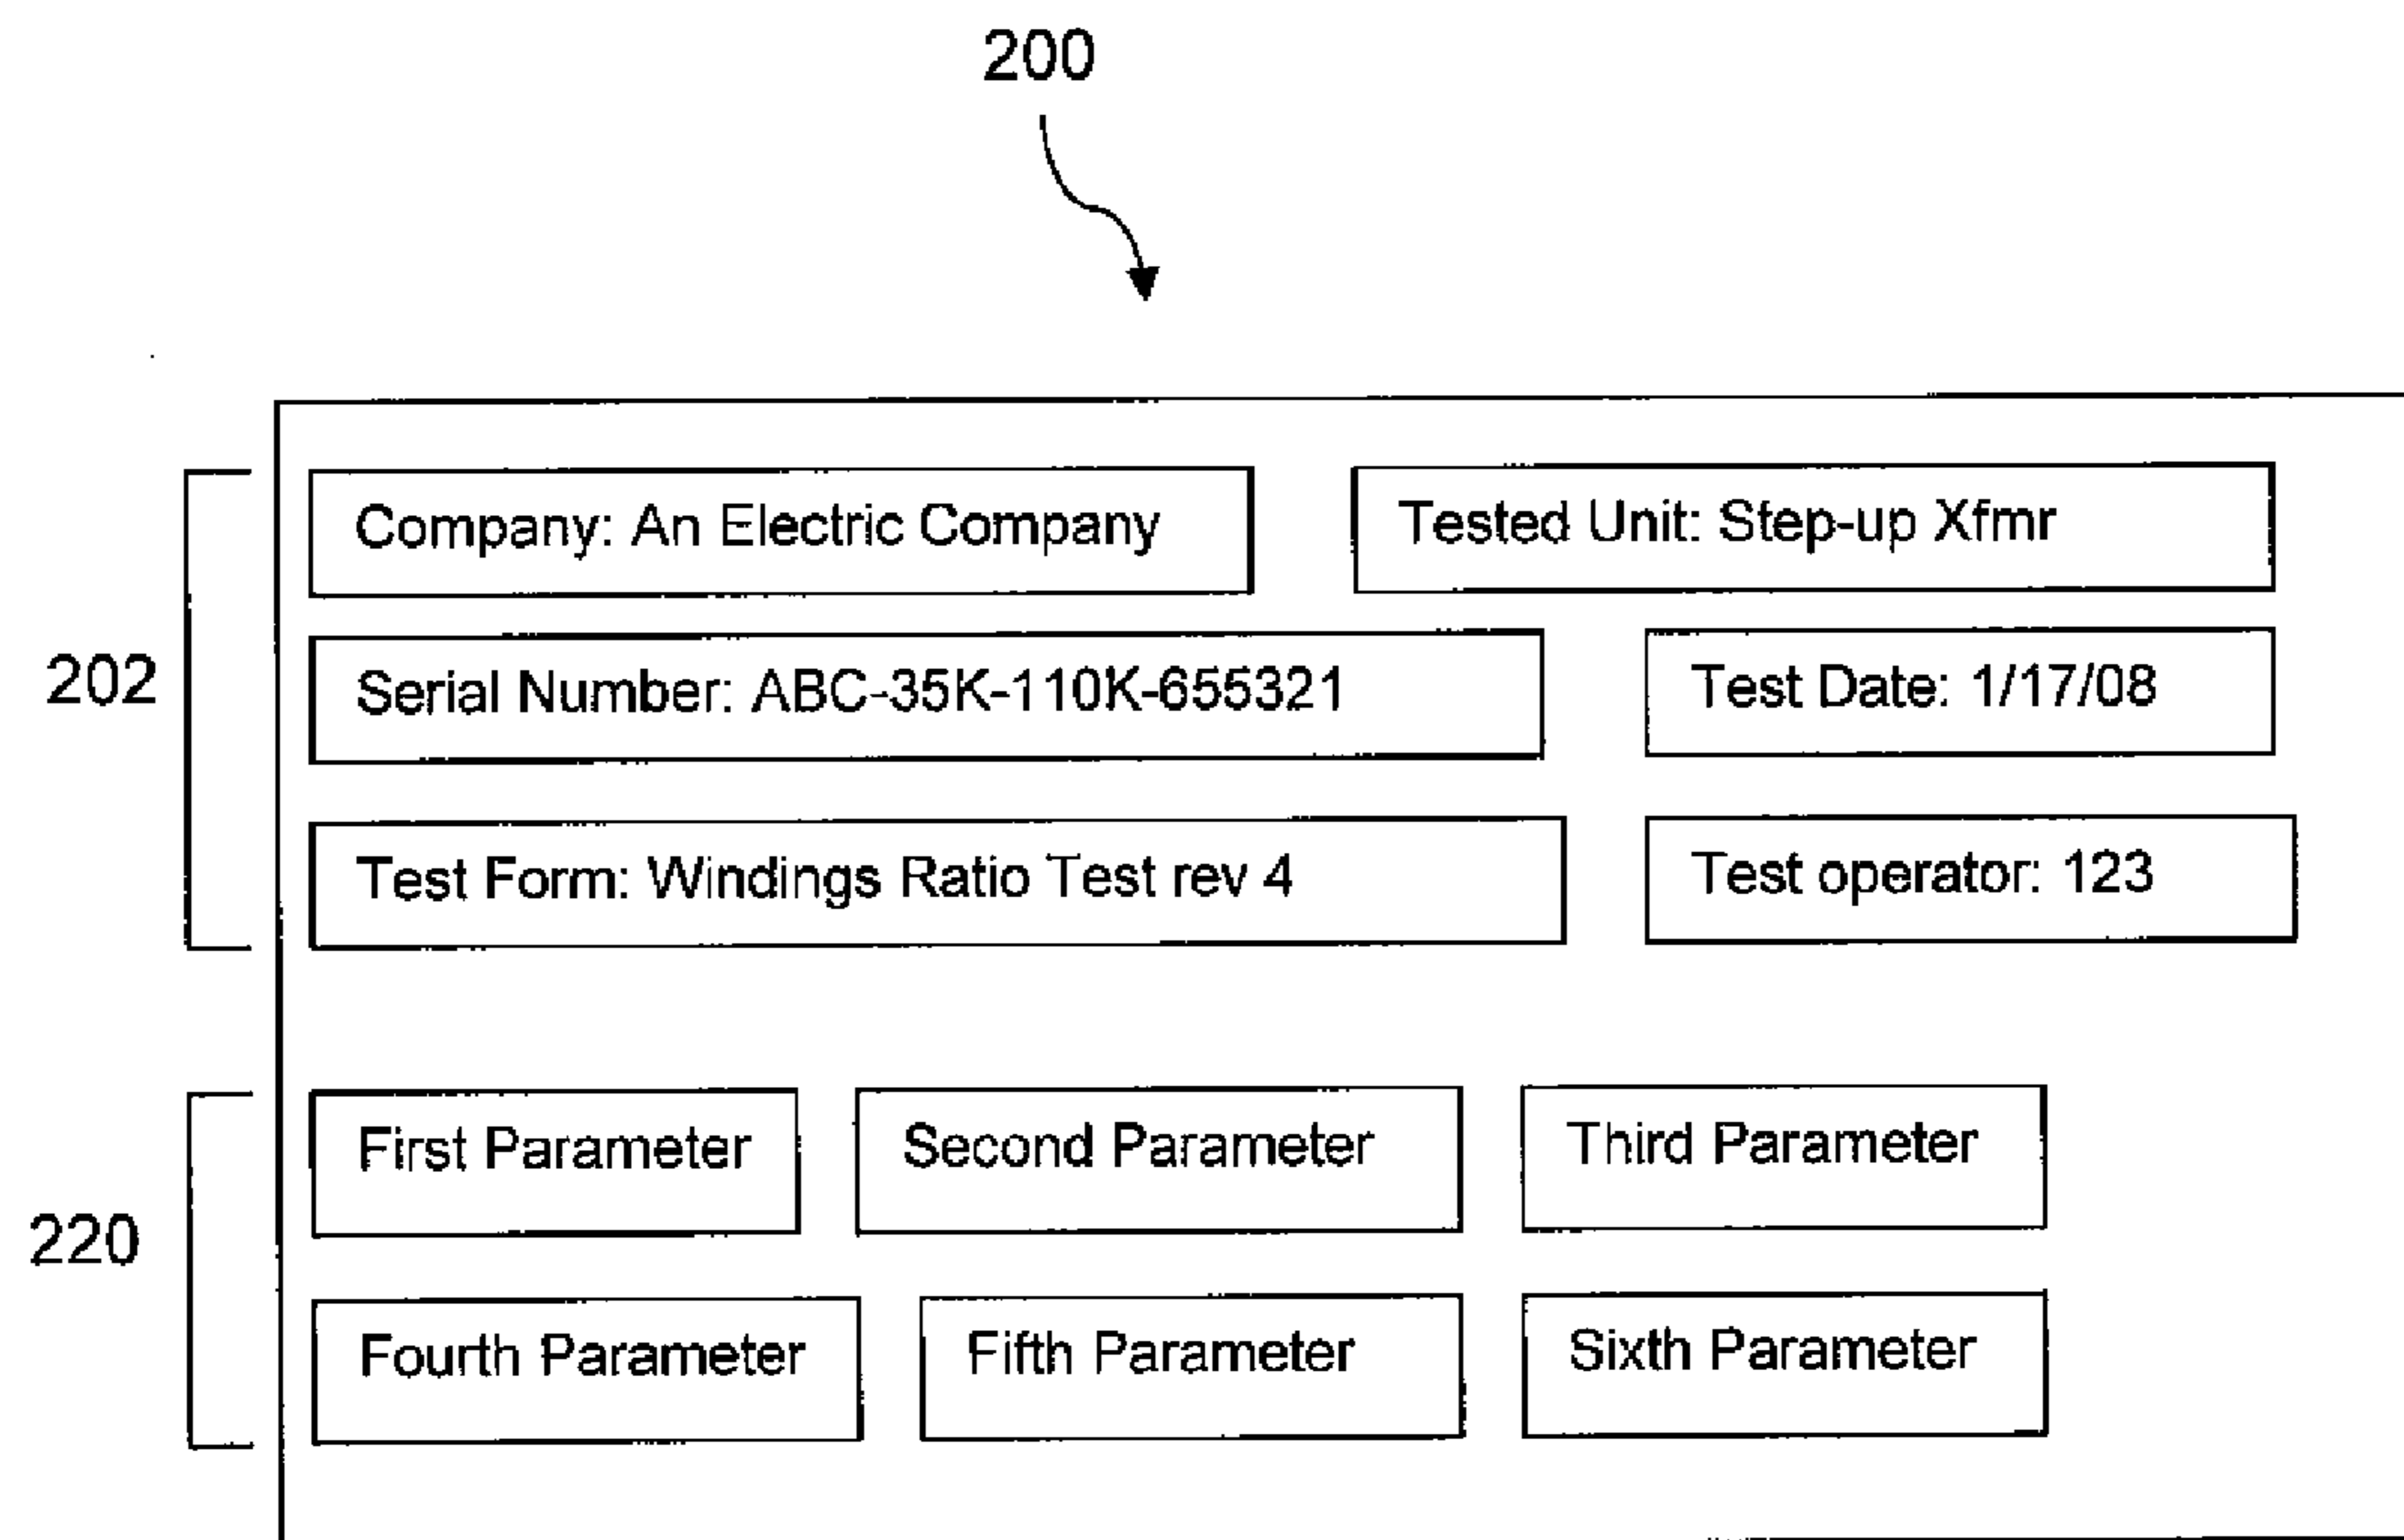 200
Company: An Electric Company Tested Unit: Step-up Xfmr
202 Serial Number: ABC-35K-110K-655321 Test Date: 1/17/08
Test Form: Windings Ratio Test rev 4 Test operator: 123
First Parameter Second Parameter Third Parameter
220
Fourth Parameter Fifth Parameter Sixth Parameter